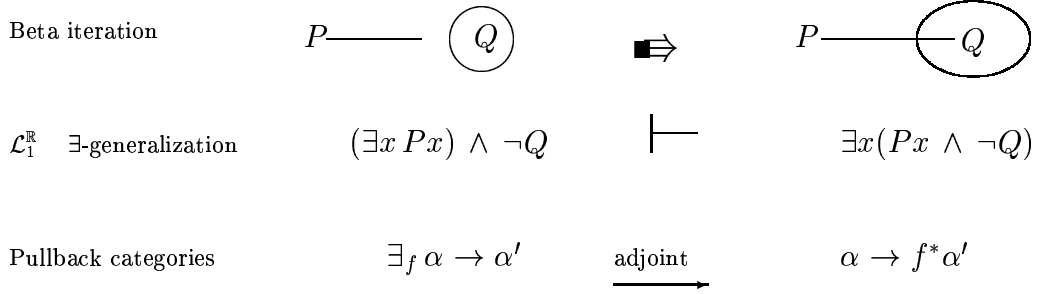 Beta iteration P Q ⇛ P Q
ℒ₁^ℝ ∃-generalization (∃x Px) ∧ ¬Q ⊢ ∃x(Px ∧ ¬Q)
Pullback categories ∃_f α → α′ adjoint α → f*α′